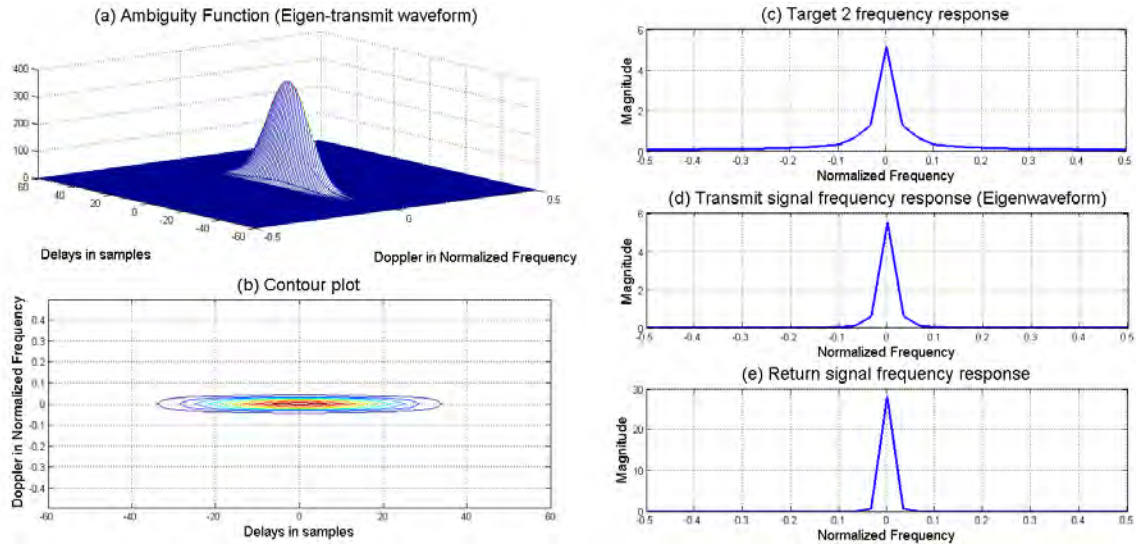 (a) Ambiguity Function (Eigen-transmit waveform)
400
300
200
100
0
60
40
20
0
-20
-40
-60
-0.5
0
0.5
Delays in samples
Doppler in Normalized Frequency
(b) Contour plot
Doppler in Normalized Frequency
0.4
0.3
0.2
0.1
0
-0.1
-0.2
-0.3
-0.4
-60 -40 -20 0 20 40 60
Delays in samples
(c) Target 2 frequency response
Magnitude
6
4
2
0
-0.5 -0.4 -0.3 -0.2 -0.1 0 0.1 0.2 0.3 0.4 0.5
Normalized Frequency
(d) Transmit signal frequency response (Eigenwaveform)
Magnitude
6
4
2
0
-0.5 -0.4 -0.3 -0.2 -0.1 0 0.1 0.2 0.3 0.4 0.5
Normalized Frequency
(e) Return signal frequency response
Magnitude
30
20
10
0
-0.5 -0.4 -0.3 -0.2 -0.1 0 0.1 0.2 0.3 0.4 0.5
Normalized Frequency